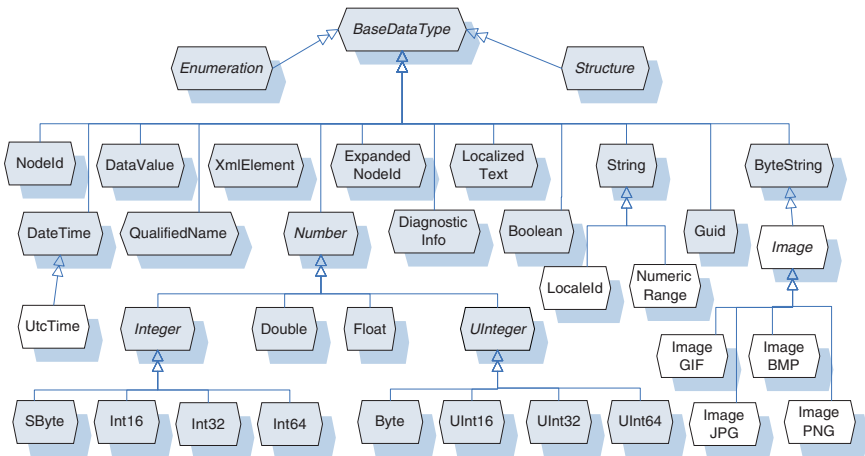 BaseDataType
Enumeration
Structure
NodeId
DataValue
XmlElement
Expanded
NodeId
Localized
Text
String
ByteString
DateTime
QualifiedName
Number
Diagnostic
Info
Boolean
Guid
Image
LocaleId
Numeric
Range
UtcTime
Integer
Double
Float
UInteger
Image
GIF
Image
BMP
SByte
Int16
Int32
Int64
Byte
UInt16
UInt32
UInt64
Image
JPG
Image
PNG